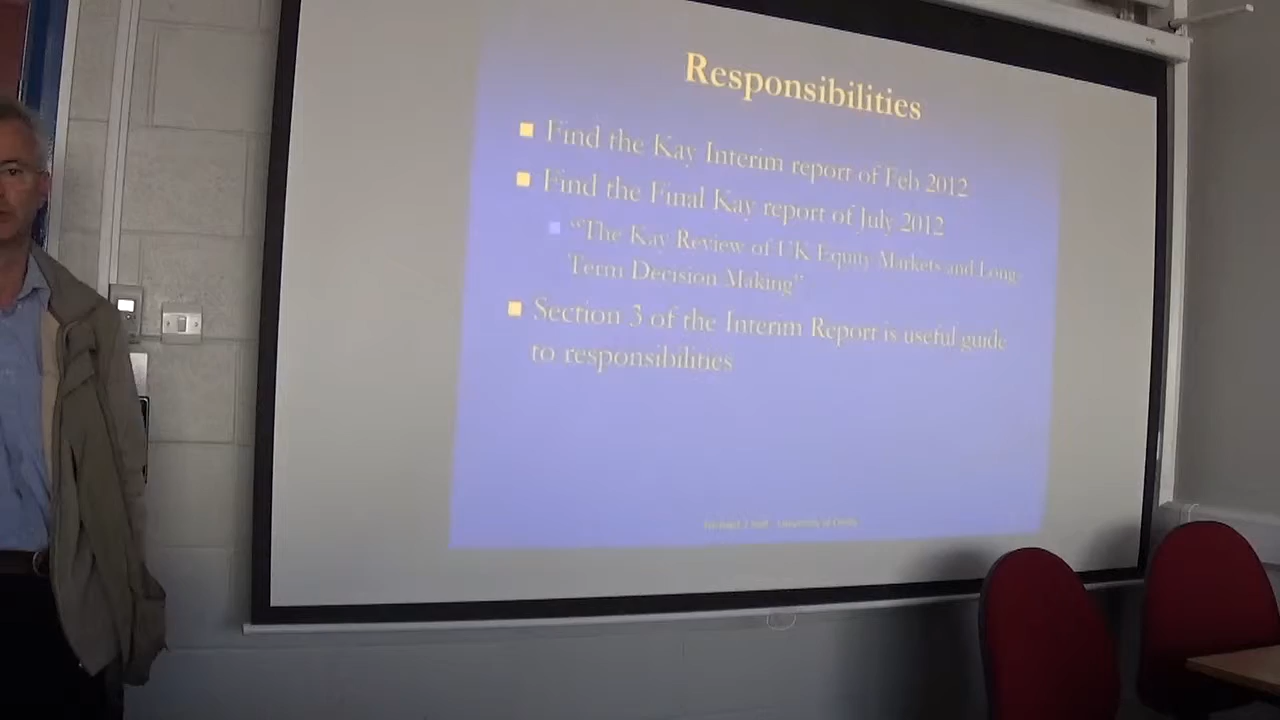 Responsibilities
Find the Kay Interim report of Feb 2012
Find the Final Kay report of July 2012
“The Kay Review of UK Equity Markets and Long-
Term Decision Making”
Section 3 of the Interim Report is useful guide
to responsibilities
University of